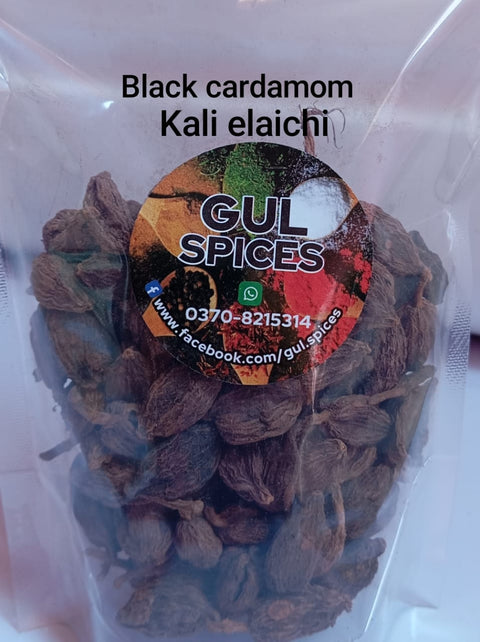 Black cardamom
Kali elaichi
GUL
SPICES
0370-8215314
www.facebook.com/gul.spices